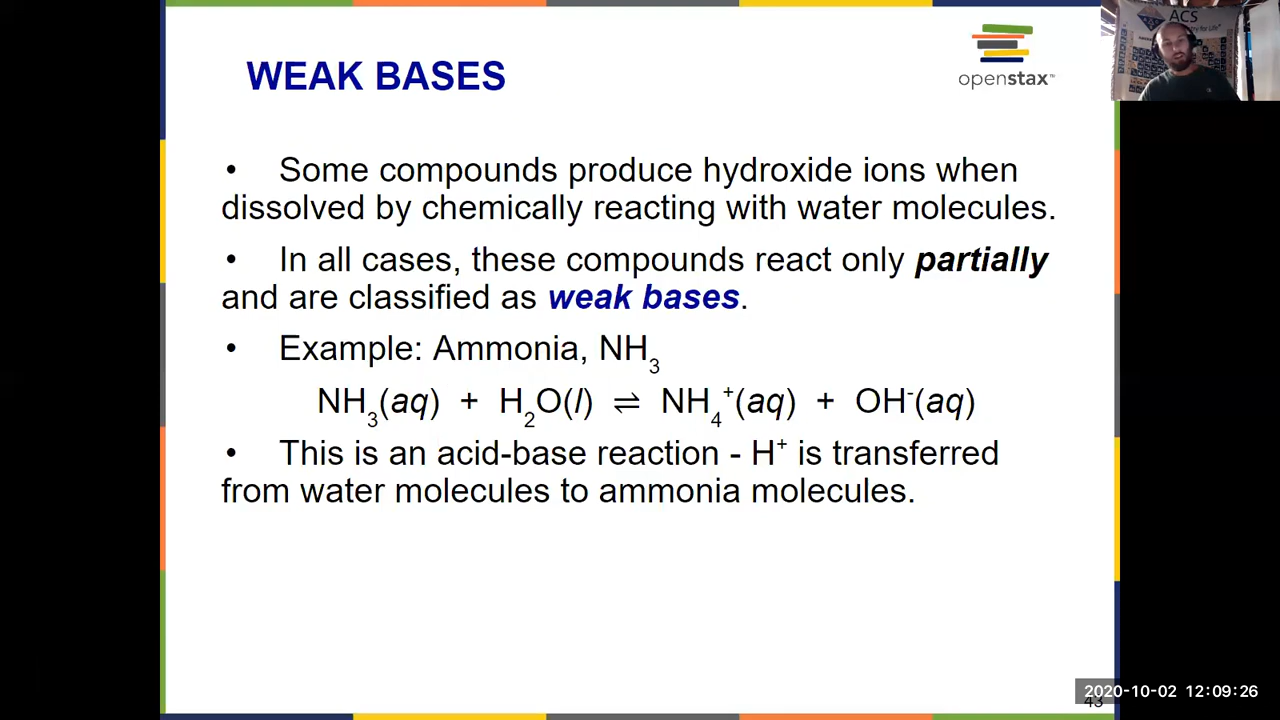 WEAK BASES
openstax™
ACS
• Some compounds produce hydroxide ions when
dissolved by chemically reacting with water molecules.
• In all cases, these compounds react only partially
and are classified as weak bases.
• Example: Ammonia, NH₃
NH₃(aq) + H₂O(l) ⇌ NH₄⁺(aq) + OH⁻(aq)
• This is an acid-base reaction - H⁺ is transferred
from water molecules to ammonia molecules.
2020-10-02 12:09:26
43